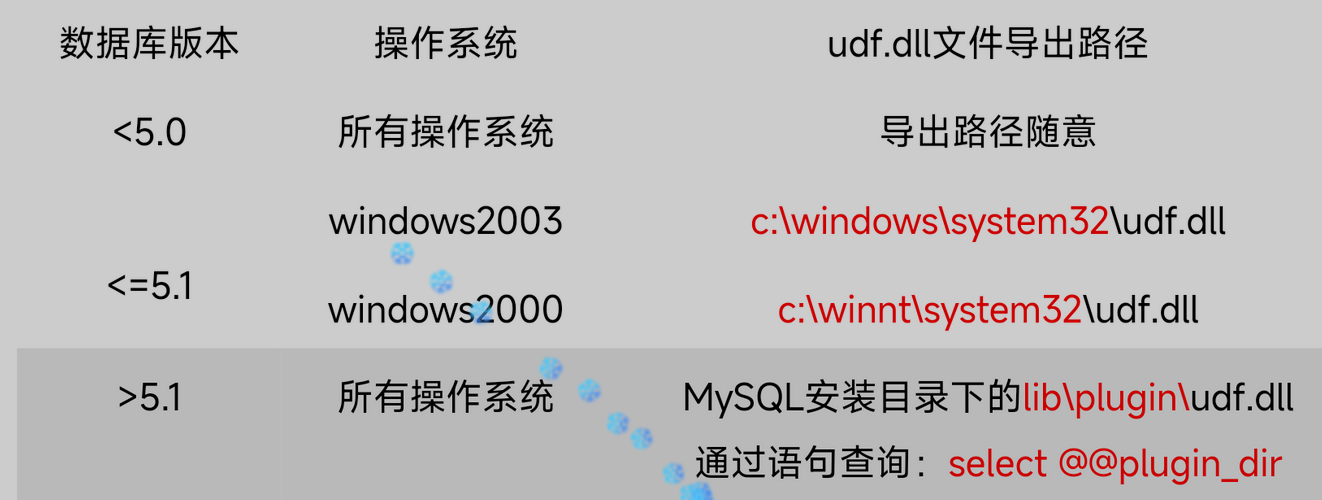 数据库版本 操作系统 udf.dll文件导出路径
<5.0 所有操作系统 导出路径随意
windows2003 c:\windows\system32\udf.dll
<=5.1
windows2000 c:\winnt\system32\udf.dll
>5.1 所有操作系统 MySQL安装目录下的lib\plugin\udf.dll
通过语句查询：select @@plugin_dir